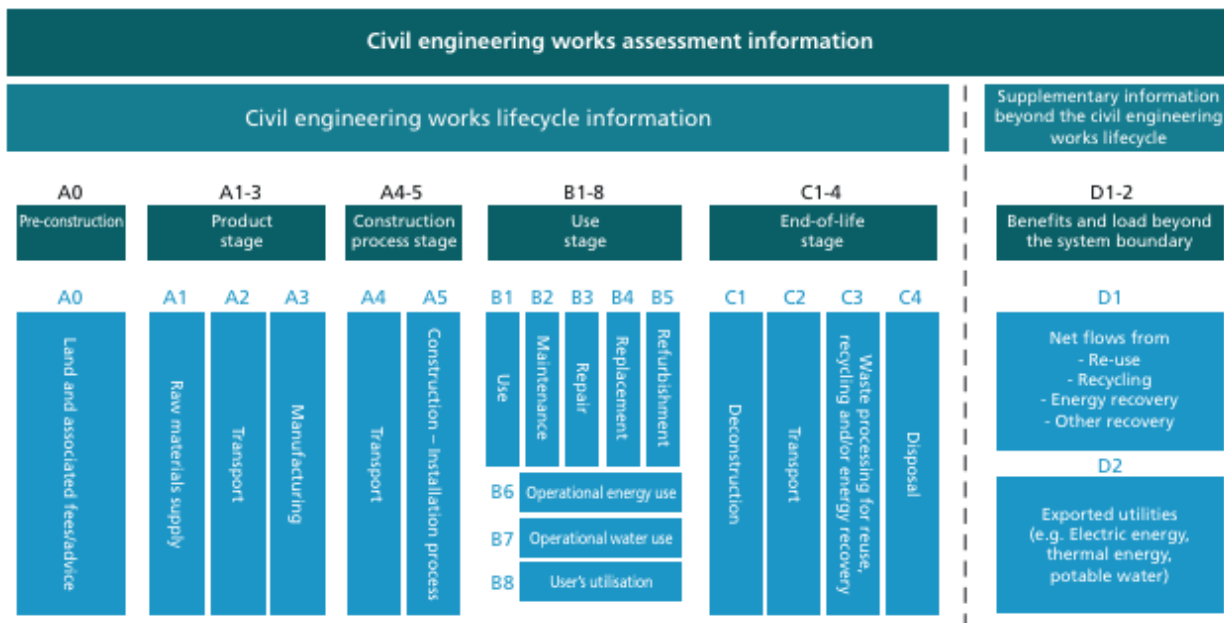 Civil engineering works assessment information
Civil engineering works lifecycle information
Supplementary information
beyond the civil engineering
works lifecycle
A0
Pre-construction
A1-3
Product
stage
A4-5
Construction
process stage
B1-8
Use
stage
C1-4
End-of-life
stage
D1-2
Benefits and load beyond
the system boundary
A0
Land and associated fees/advice
A1
Raw materials supply
A2
Transport
A3
Manufacturing
A4
Transport
A5
Construction – Installation process
B1
Use
B2
Maintenance
B3
Repair
B4
Replacement
B5
Refurbishment
B6
Operational energy use
B7
Operational water use
B8
User's utilisation
C1
Deconstruction
C2
Transport
C3
Waste processing for reuse,
recycling and/or energy recovery
C4
Disposal
D1
Net flows from
- Re-use
- Recycling
- Energy recovery
- Other recovery
D2
Exported utilities
(e.g. Electric energy,
thermal energy,
potable water)